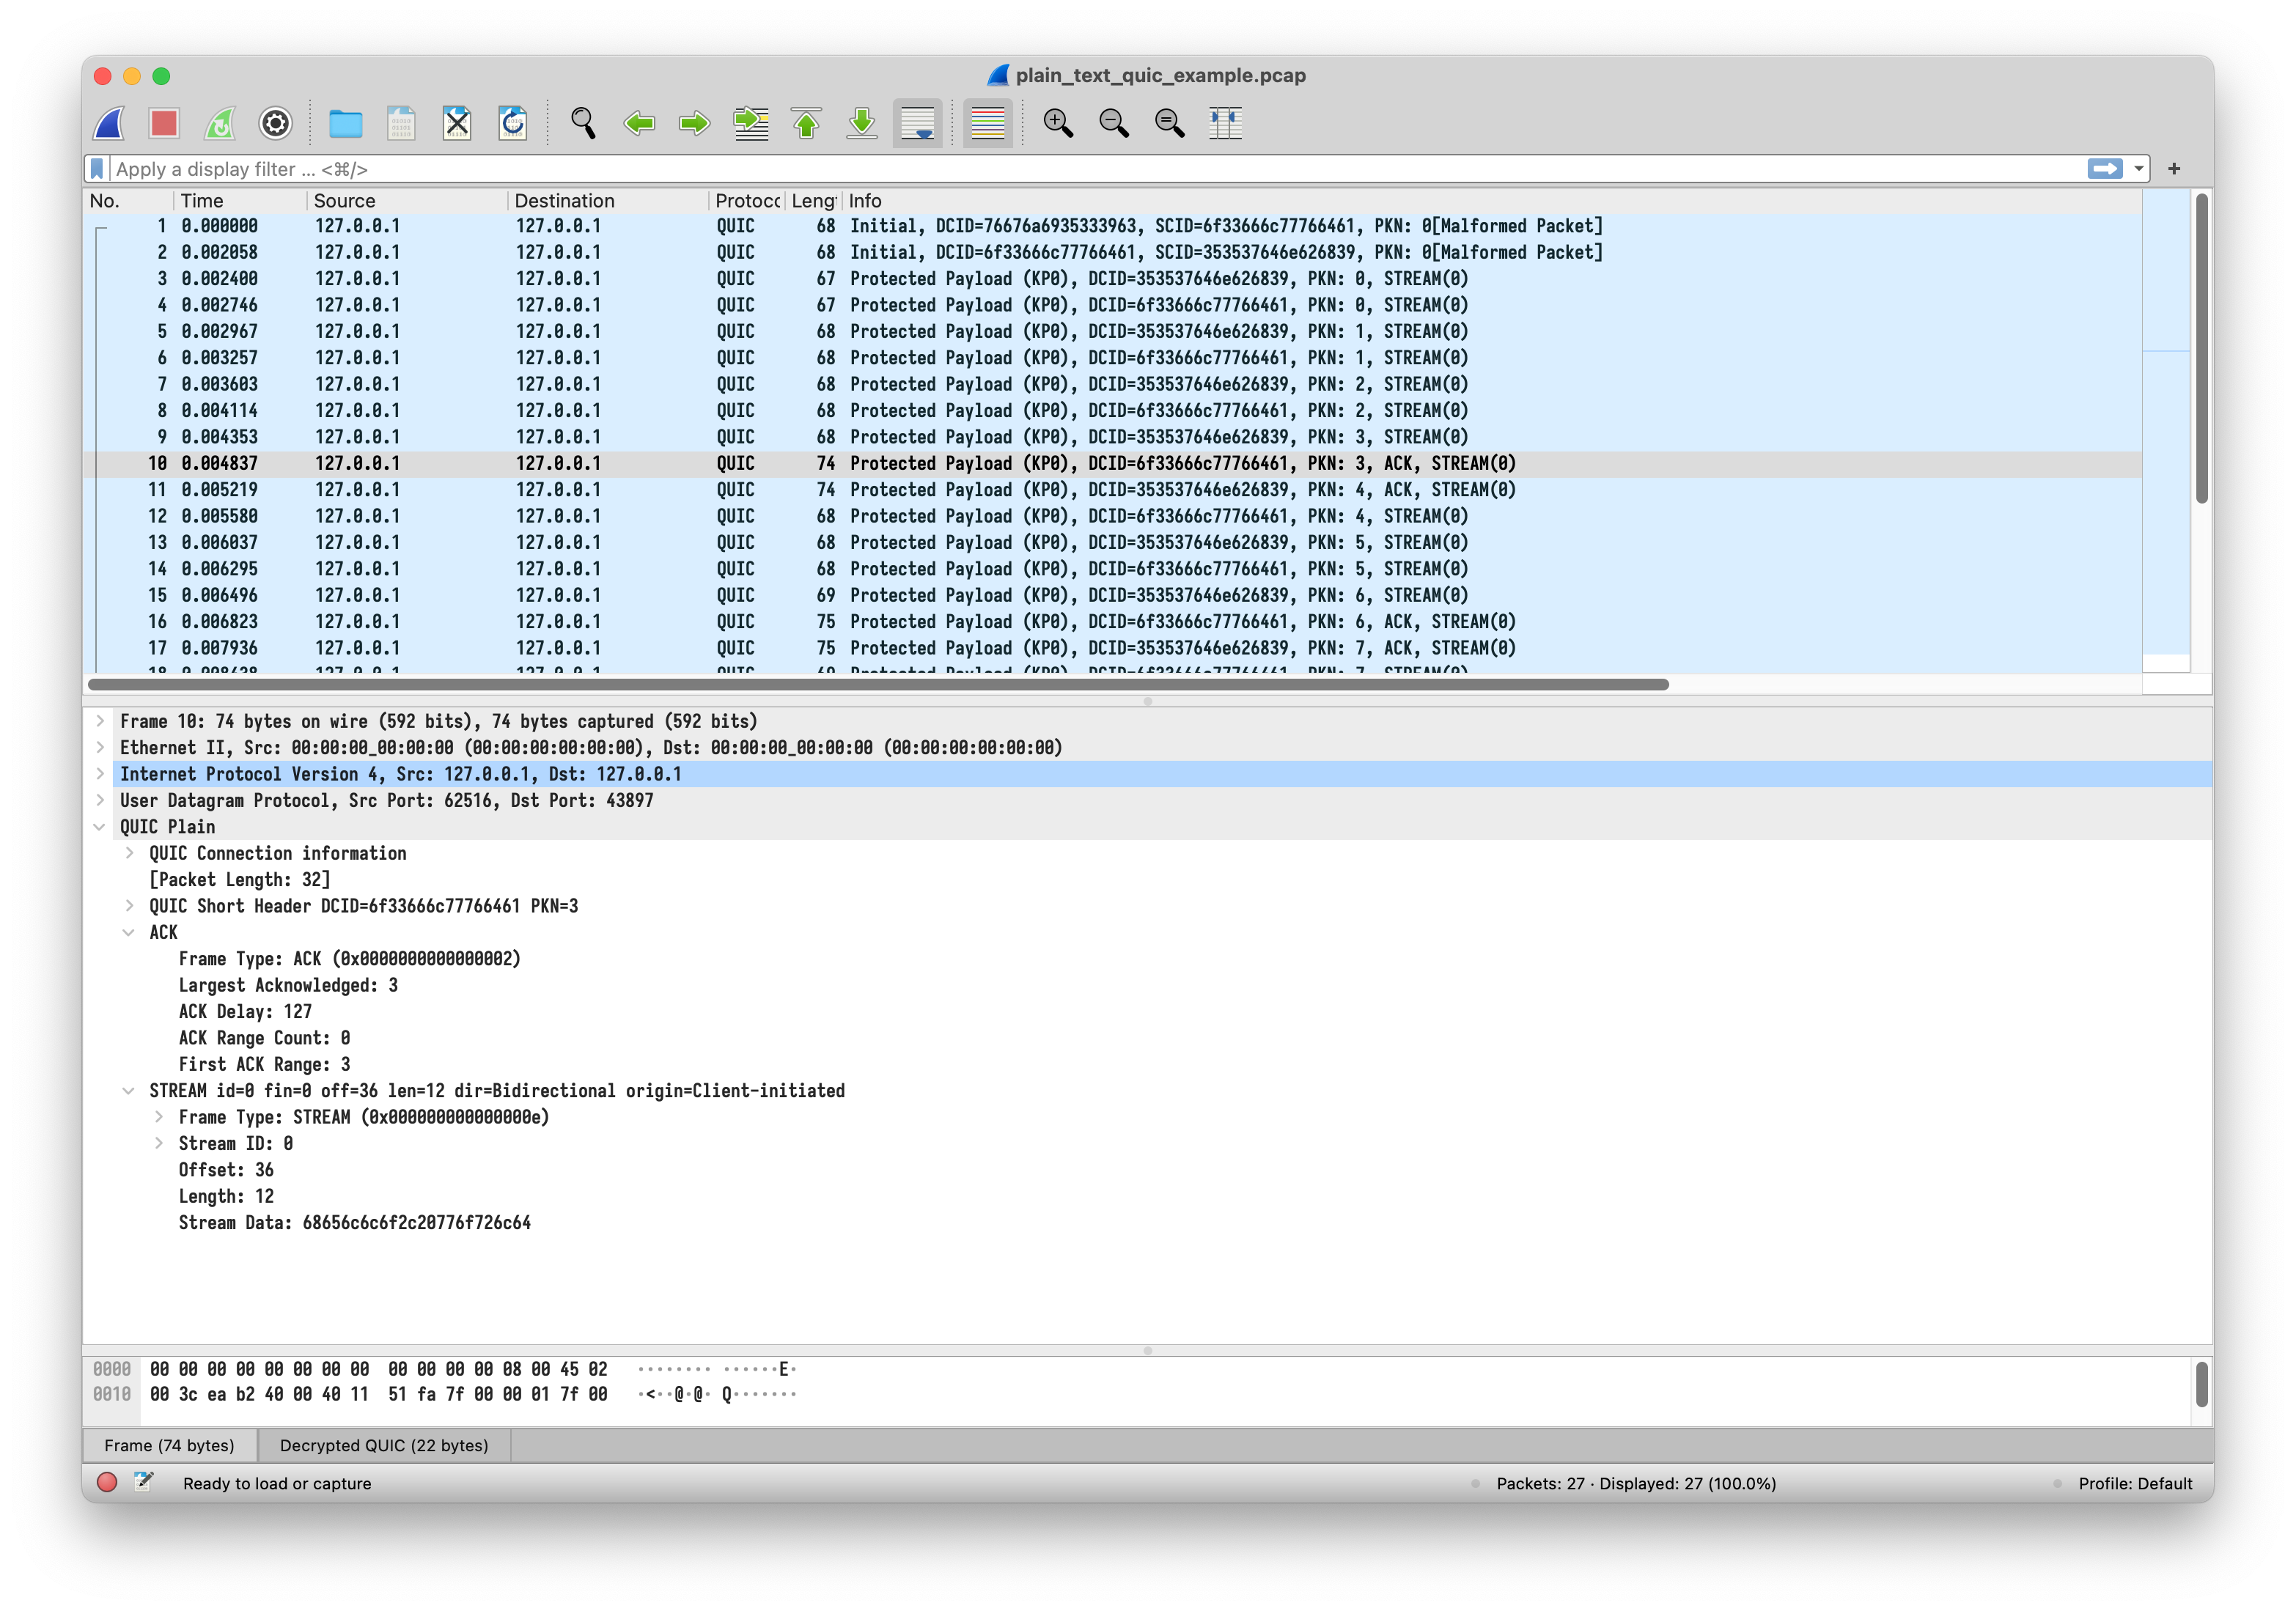 plain_text_quic_example.pcap
Apply a display filter ... <⌘/>
No. Time Source Destination Protoc Leng Info
1 0.000000 127.0.0.1 127.0.0.1 QUIC 68 Initial, DCID=76676a6935333963, SCID=6f33666c77766461, PKN: 0[Malformed Packet]
2 0.002058 127.0.0.1 127.0.0.1 QUIC 68 Initial, DCID=6f33666c77766461, SCID=353537646e626839, PKN: 0[Malformed Packet]
3 0.002400 127.0.0.1 127.0.0.1 QUIC 67 Protected Payload (KP0), DCID=353537646e626839, PKN: 0, STREAM(0)
4 0.002746 127.0.0.1 127.0.0.1 QUIC 67 Protected Payload (KP0), DCID=6f33666c77766461, PKN: 0, STREAM(0)
5 0.002967 127.0.0.1 127.0.0.1 QUIC 68 Protected Payload (KP0), DCID=353537646e626839, PKN: 1, STREAM(0)
6 0.003257 127.0.0.1 127.0.0.1 QUIC 68 Protected Payload (KP0), DCID=6f33666c77766461, PKN: 1, STREAM(0)
7 0.003603 127.0.0.1 127.0.0.1 QUIC 68 Protected Payload (KP0), DCID=353537646e626839, PKN: 2, STREAM(0)
8 0.004114 127.0.0.1 127.0.0.1 QUIC 68 Protected Payload (KP0), DCID=6f33666c77766461, PKN: 2, STREAM(0)
9 0.004353 127.0.0.1 127.0.0.1 QUIC 68 Protected Payload (KP0), DCID=353537646e626839, PKN: 3, STREAM(0)
10 0.004837 127.0.0.1 127.0.0.1 QUIC 74 Protected Payload (KP0), DCID=6f33666c77766461, PKN: 3, ACK, STREAM(0)
11 0.005219 127.0.0.1 127.0.0.1 QUIC 74 Protected Payload (KP0), DCID=353537646e626839, PKN: 4, ACK, STREAM(0)
12 0.005580 127.0.0.1 127.0.0.1 QUIC 68 Protected Payload (KP0), DCID=6f33666c77766461, PKN: 4, STREAM(0)
13 0.006037 127.0.0.1 127.0.0.1 QUIC 68 Protected Payload (KP0), DCID=353537646e626839, PKN: 5, STREAM(0)
14 0.006295 127.0.0.1 127.0.0.1 QUIC 68 Protected Payload (KP0), DCID=6f33666c77766461, PKN: 5, STREAM(0)
15 0.006496 127.0.0.1 127.0.0.1 QUIC 69 Protected Payload (KP0), DCID=353537646e626839, PKN: 6, STREAM(0)
16 0.006823 127.0.0.1 127.0.0.1 QUIC 75 Protected Payload (KP0), DCID=6f33666c77766461, PKN: 6, ACK, STREAM(0)
17 0.007936 127.0.0.1 127.0.0.1 QUIC 75 Protected Payload (KP0), DCID=353537646e626839, PKN: 7, ACK, STREAM(0)
Frame 10: 74 bytes on wire (592 bits), 74 bytes captured (592 bits)
Ethernet II, Src: 00:00:00_00:00:00 (00:00:00:00:00:00), Dst: 00:00:00_00:00:00 (00:00:00:00:00:00)
Internet Protocol Version 4, Src: 127.0.0.1, Dst: 127.0.0.1
User Datagram Protocol, Src Port: 62516, Dst Port: 43897
QUIC Plain
QUIC Connection information
[Packet Length: 32]
QUIC Short Header DCID=6f33666c77766461 PKN=3
ACK
Frame Type: ACK (0x0000000000000002)
Largest Acknowledged: 3
ACK Delay: 127
ACK Range Count: 0
First ACK Range: 3
STREAM id=0 fin=0 off=36 len=12 dir=Bidirectional origin=Client-initiated
Frame Type: STREAM (0x000000000000000e)
Stream ID: 0
Offset: 36
Length: 12
Stream Data: 68656c6c6f2c20776f726c64
0000 00 00 00 00 00 00 00 00 00 00 00 00 08 00 45 02 ········ ······E·
0010 00 3c ea b2 40 00 40 11 51 fa 7f 00 00 01 7f 00 ·<··@·@· Q·······
Frame (74 bytes) Decrypted QUIC (22 bytes)
Ready to load or capture Packets: 27 · Displayed: 27 (100.0%) Profile: Default